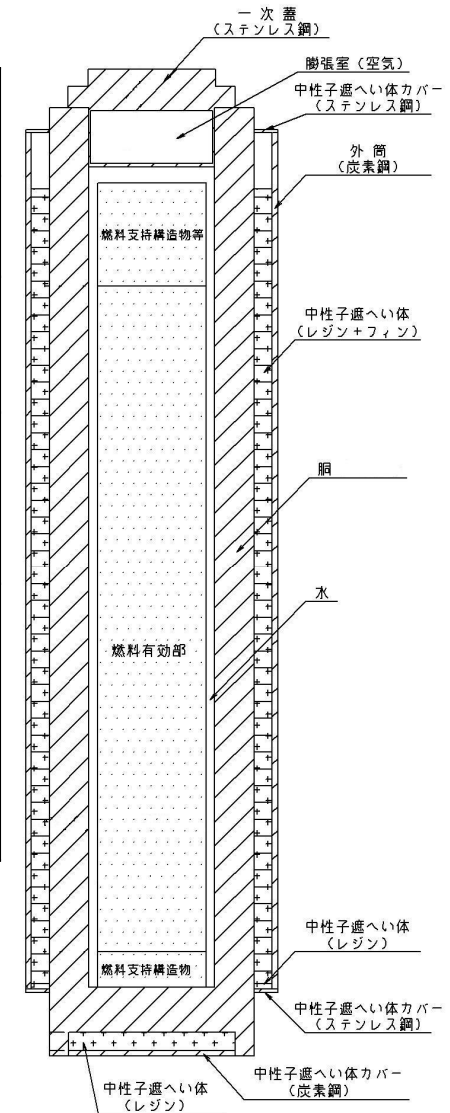 一次蓋
(ステンレス鋼)
膨張室(空気)
中性子遮へい体カバー
(ステンレス鋼)
外筒
(炭素鋼)
燃料支持構造物等
中性子遮へい体
(レジン+フィン)
胴
水
燃料有効部
中性子遮へい体
(レジン)
燃料支持構造物
中性子遮へい体カバー
(ステンレス鋼)
中性子遮へい体カバー
(炭素鋼)
中性子遮へい体
(レジン)